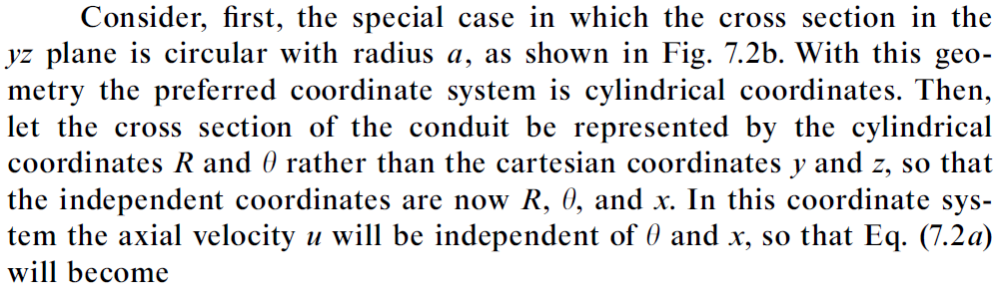 Consider, first, the special case in which the cross section in the
yz plane is circular with radius a, as shown in Fig. 7.2b. With this geo-
metry the preferred coordinate system is cylindrical coordinates. Then,
let the cross section of the conduit be represented by the cylindrical
coordinates R and θ rather than the cartesian coordinates y and z, so that
the independent coordinates are now R, θ, and x. In this coordinate sys-
tem the axial velocity u will be independent of θ and x, so that Eq. (7.2a)
will become